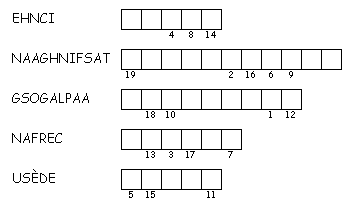 EHNCI
4 8 14
NAAGHNIFSAT
19 2 16 6 9
GSOGALPAA
18 10 1 12
NAFREC
13 3 17 7
USÈDE
5 15 11